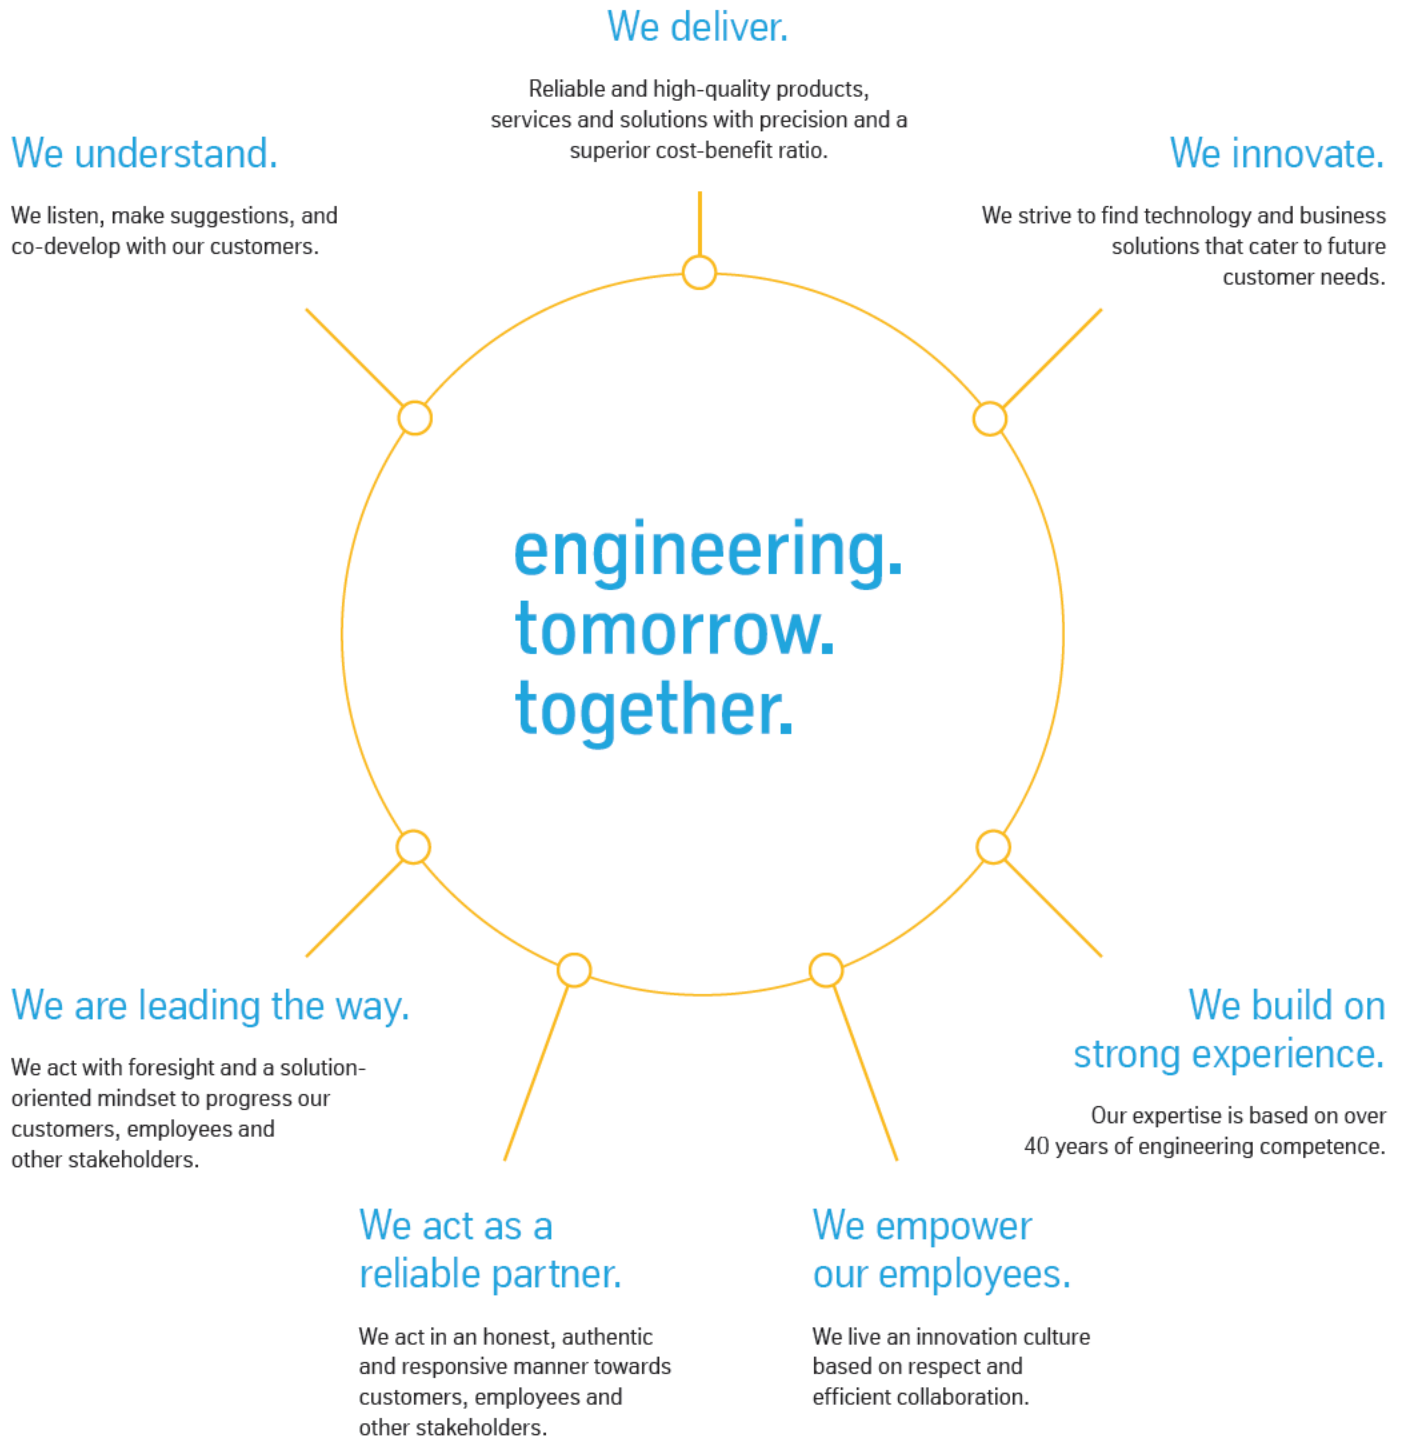 We deliver.
Reliable and high-quality products,
services and solutions with precision and a
superior cost-benefit ratio.
We understand.
We listen, make suggestions, and
co-develop with our customers.
We innovate.
We strive to find technology and business
solutions that cater to future
customer needs.
engineering.
tomorrow.
together.
We are leading the way.
We act with foresight and a solution-
oriented mindset to progress our
customers, employees and
other stakeholders.
We build on
strong experience.
Our expertise is based on over
40 years of engineering competence.
We act as a
reliable partner.
We act in an honest, authentic
and responsive manner towards
customers, employees and
other stakeholders.
We empower
our employees.
We live an innovation culture
based on respect and
efficient collaboration.